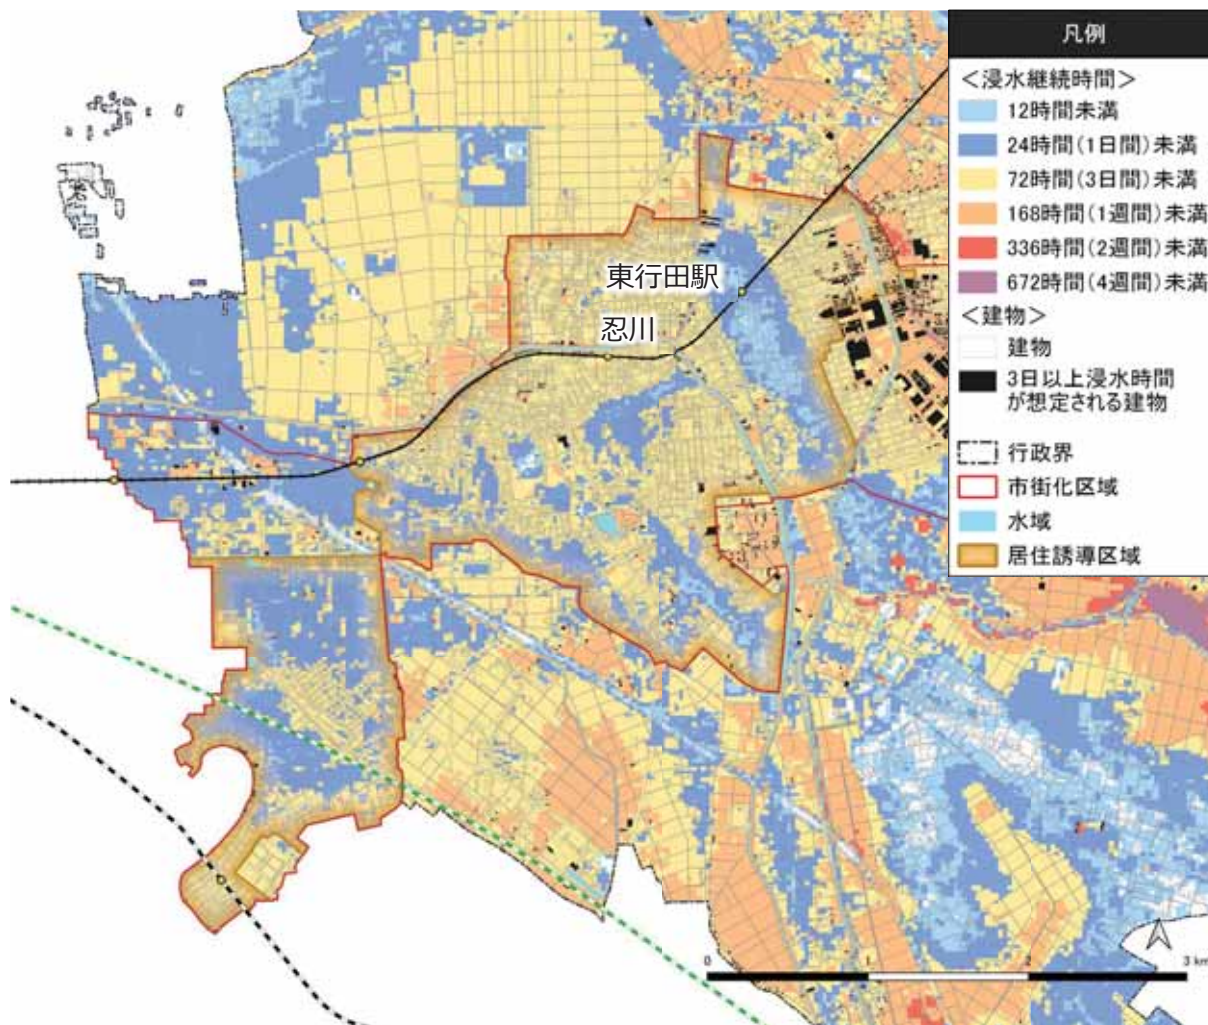 凡例
<浸水継続時間>
12時間未満
24時間(1日間)未満
72時間(3日間)未満
168時間(1週間)未満
336時間(2週間)未満
672時間(4週間)未満
<建物>
建物
3日以上浸水時間
が想定される建物
行政界
市街化区域
水域
居住誘導区域
東行田駅
忍川
0 1 2 3 km